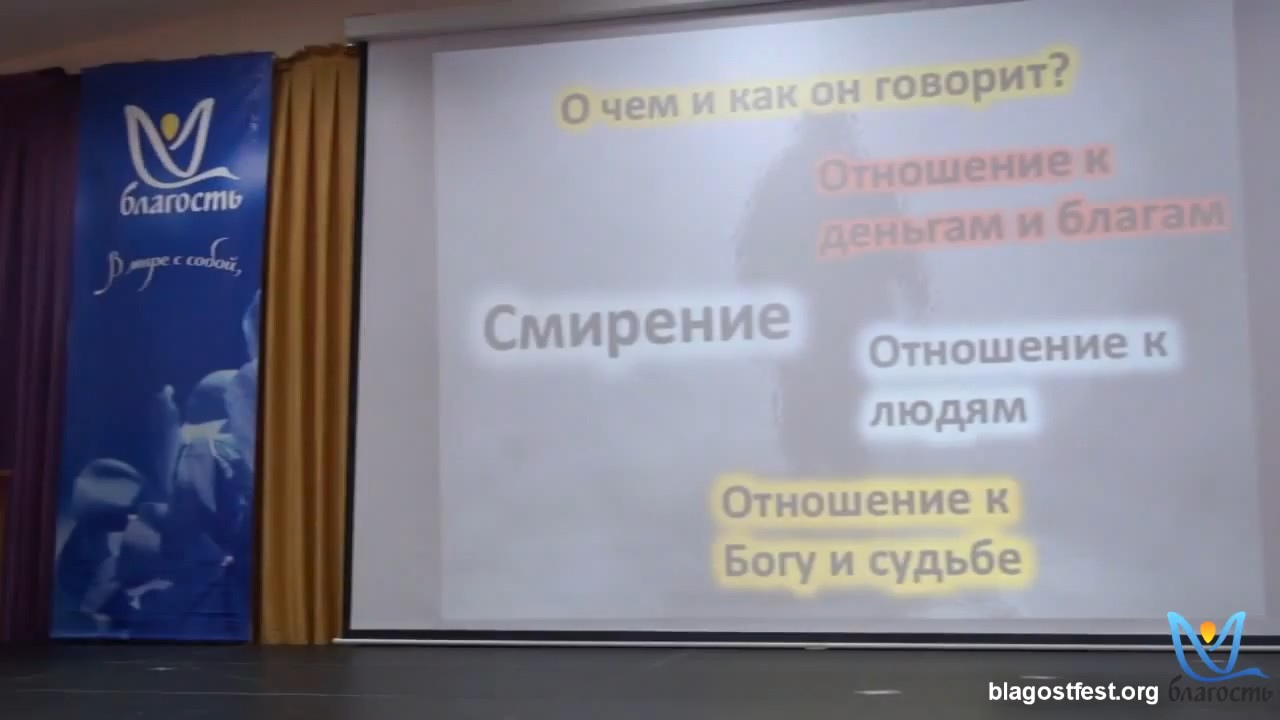 благость
В мире с собой,
О чем и как он говорит?
Отношение к
деньгам и благам
Смирение
Отношение к
людям
Отношение к
Богу и судьбе
blagostfest.org
благость